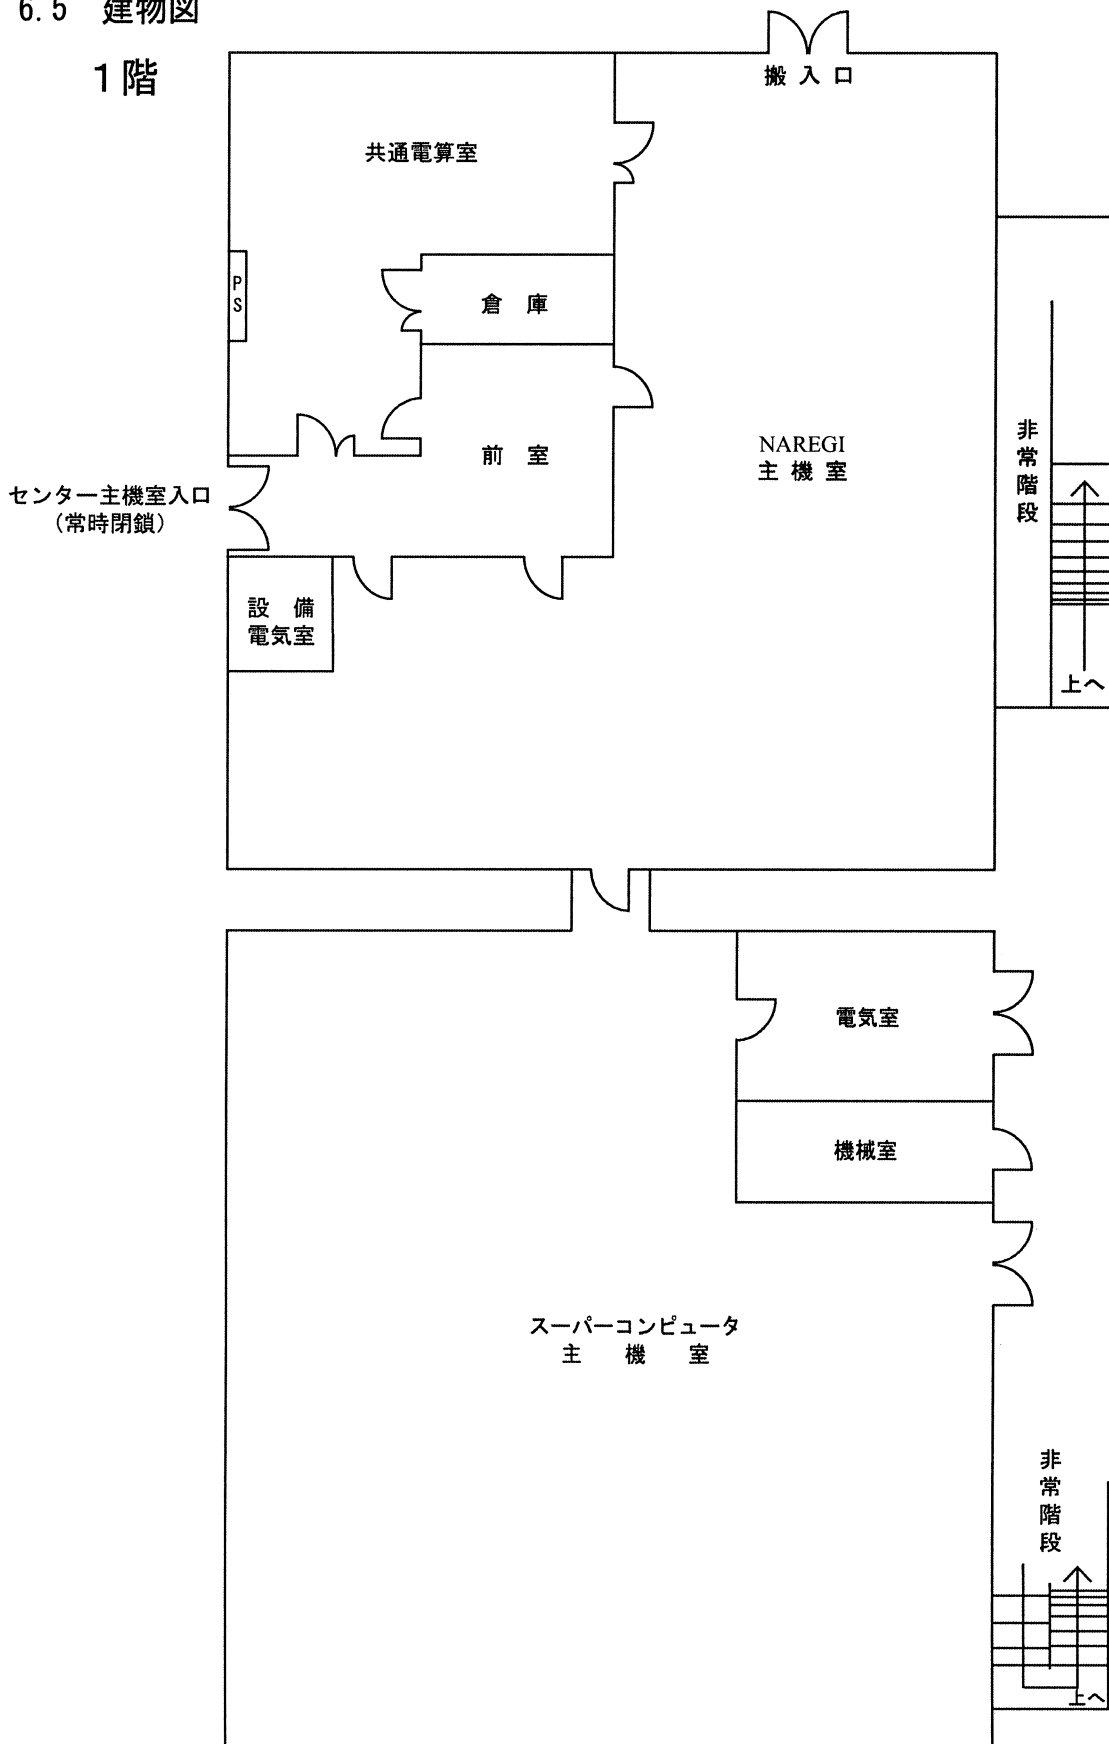 6.5 建物図
1階
搬入口
共通電算室
PS
倉庫
前室
NAREGI
主機室
非常階段
センター主機室入口
(常時閉鎖)
設備
電気室
上へ
電気室
機械室
スーパーコンピュータ
主機室
非常階段
上へ